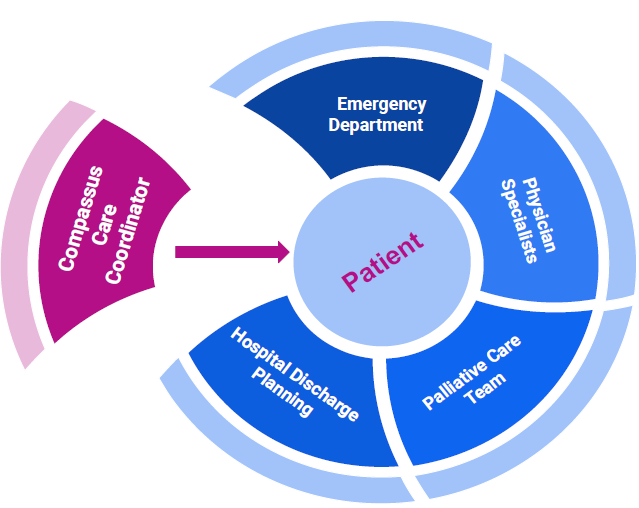 Emergency
Department
Physician
Specialists
Palliative Care
Team
Hospital Discharge
Planning
Compassus
Care
Coordinator
Patient